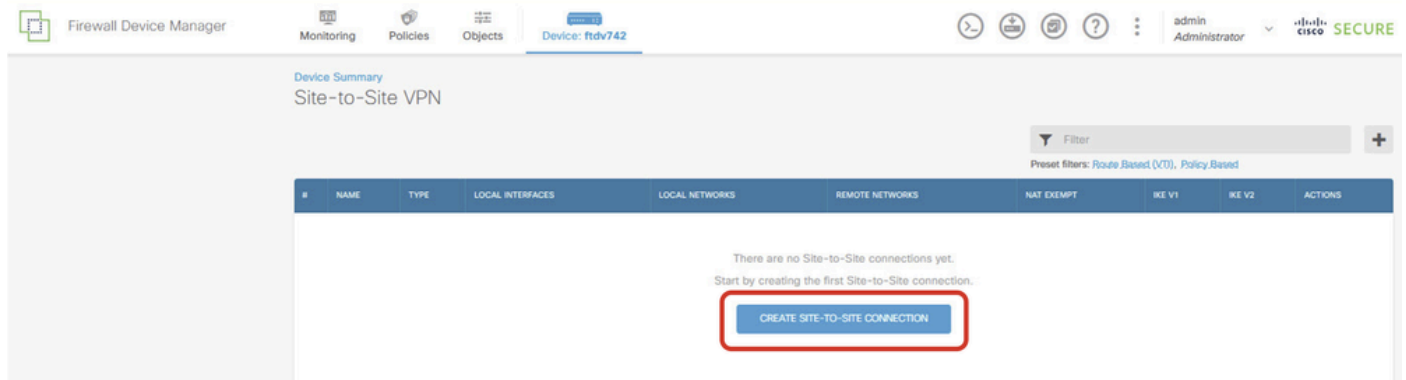 Firewall Device Manager
Monitoring
Policies
Objects
Device: ftdv742
admin
Administrator
cisco SECURE
Device Summary
Site-to-Site VPN
Filter
Preset filters: Route Based (VTI), Policy Based
# NAME TYPE LOCAL INTERFACES LOCAL NETWORKS REMOTE NETWORKS NAT EXEMPT IKE V1 IKE V2 ACTIONS
There are no Site-to-Site connections yet.
Start by creating the first Site-to-Site connection.
CREATE SITE-TO-SITE CONNECTION